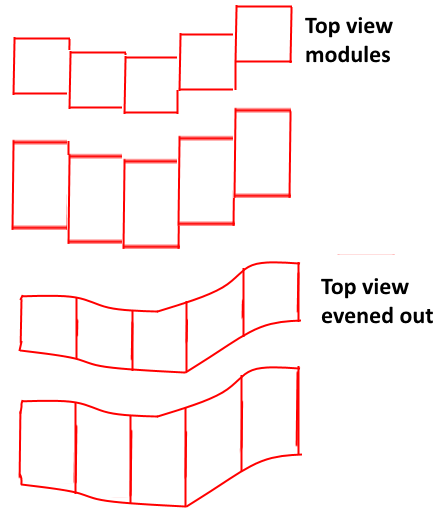 Top view
modules
Top view
evened out